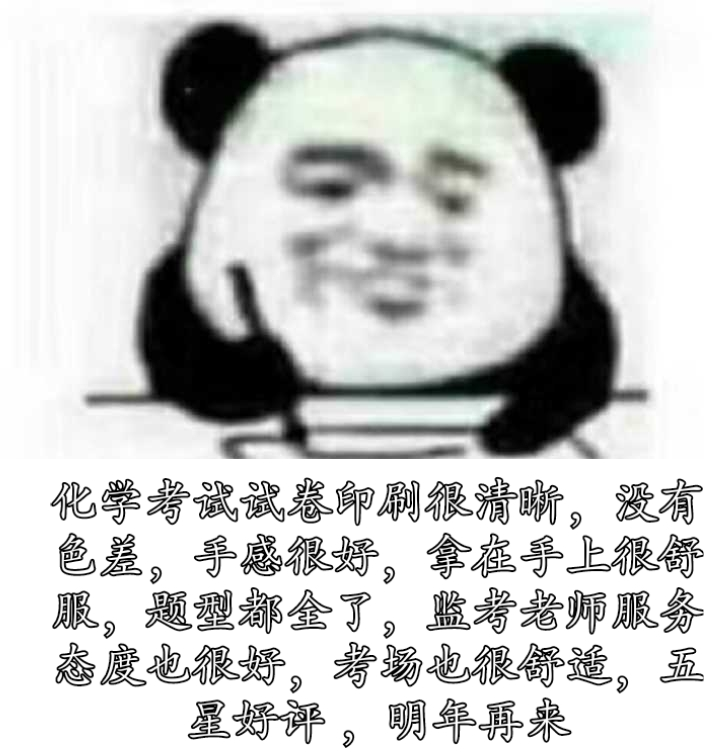 化学考试试卷印刷很清晰，没有
色差，手感很好，拿在手上很舒
服，题型都全了，监考老师服务
态度也很好，考场也很舒适，五
星好评，明年再来